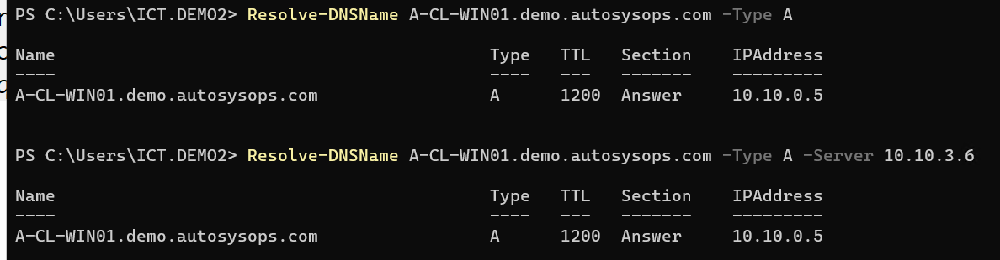 PS C:\Users\ICT.DEMO2> Resolve-DNSName A-CL-WIN01.demo.autosysops.com -Type A
Name Type TTL Section IPAddress
---- ---- --- ------- ---------
A-CL-WIN01.demo.autosysops.com A 1200 Answer 10.10.0.5
PS C:\Users\ICT.DEMO2> Resolve-DNSName A-CL-WIN01.demo.autosysops.com -Type A -Server 10.10.3.6
Name Type TTL Section IPAddress
---- ---- --- ------- ---------
A-CL-WIN01.demo.autosysops.com A 1200 Answer 10.10.0.5